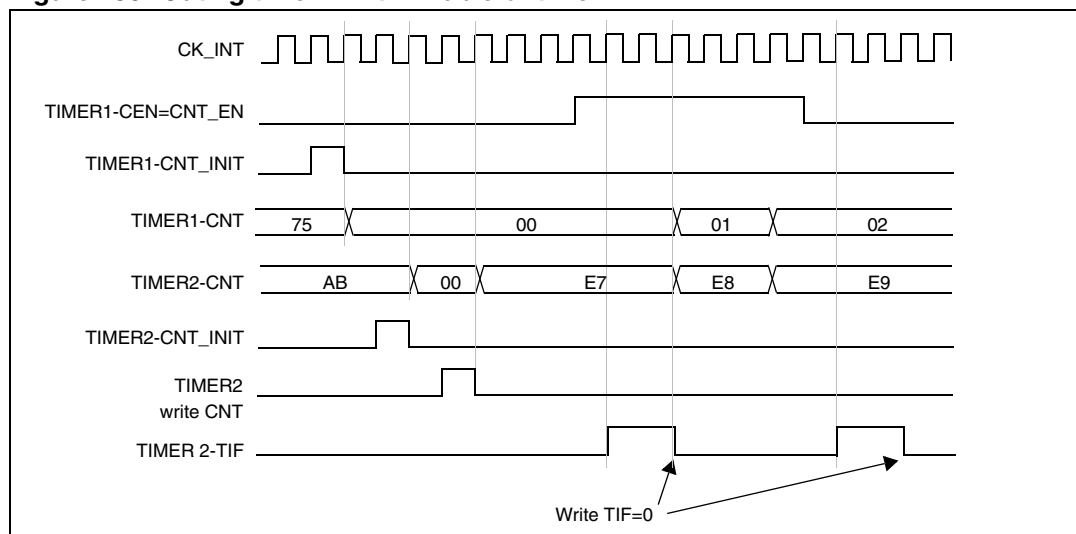 CK_INT
TIMER1-CEN=CNT_EN
TIMER1-CNT_INIT
TIMER1-CNT 75 00 01 02
TIMER2-CNT AB 00 E7 E8 E9
TIMER2-CNT_INIT
TIMER2
write CNT
TIMER 2-TIF
Write TIF=0